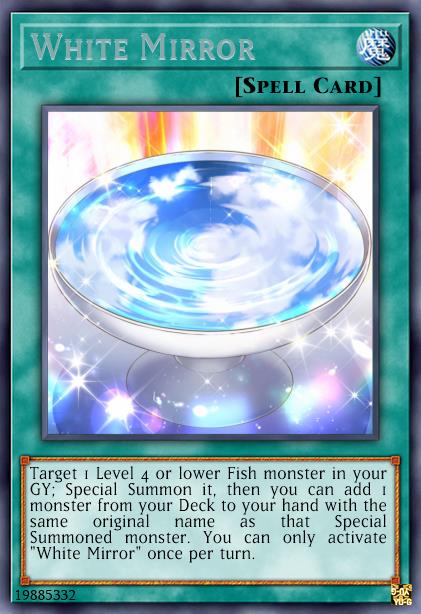 White Mirror
魔
[Spell Card]
Target 1 Level 4 or lower Fish monster in your
GY; Special Summon it, then you can add 1
monster from your Deck to your hand with the
same original name as that Special
Summoned monster. You can only activate
"White Mirror" once per turn.
19885332